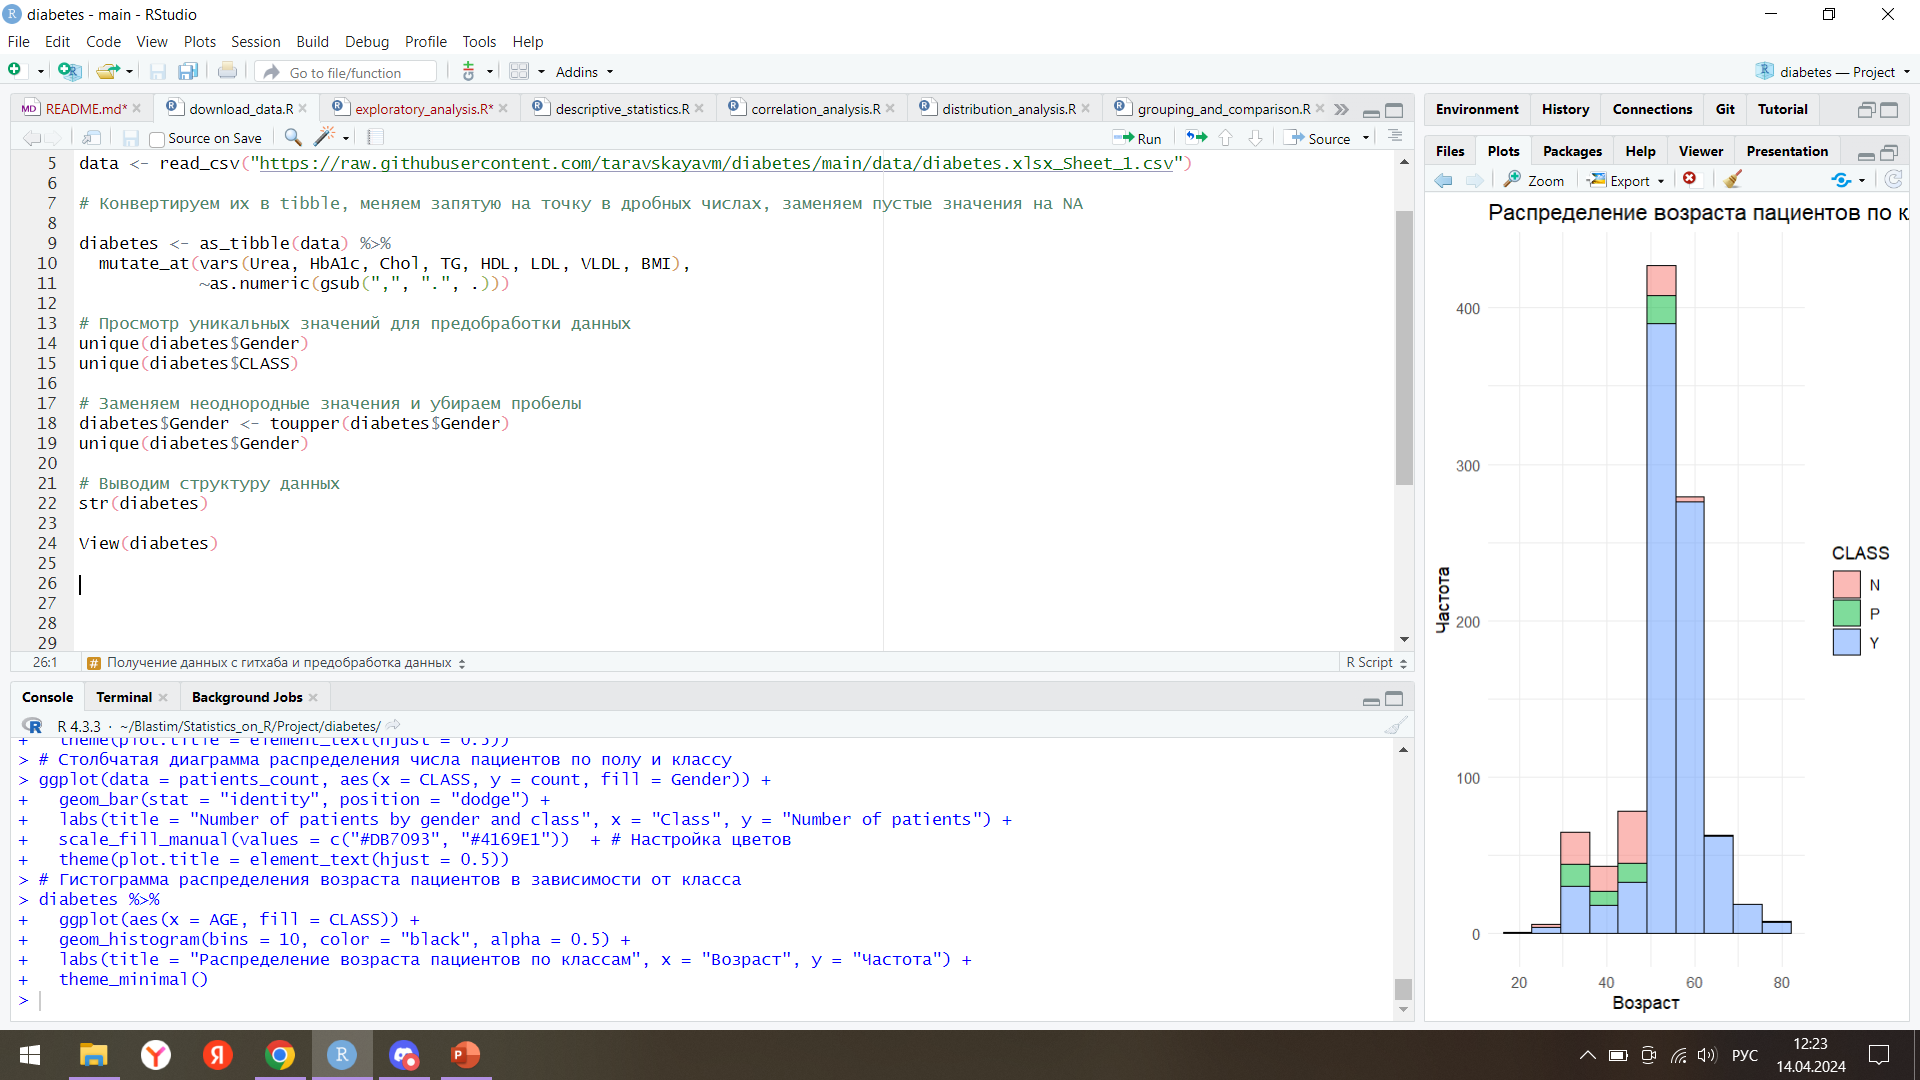 diabetes - main - RStudio
File Edit Code View Plots Session Build Debug Profile Tools Help
Go to file/function
Addins
diabetes — Project
README.md*
download_data.R
exploratory_analysis.R*
descriptive_statistics.R
correlation_analysis.R
distribution_analysis.R
grouping_and_comparison.R
Source on Save
Run
Source
5 data <- read_csv("https://raw.githubusercontent.com/taravskayavm/diabetes/main/data/diabetes.xlsx_Sheet_1.csv")
6
7 # Конвертируем их в tibble, меняем запятую на точку в дробных числах, заменяем пустые значения на NA
8
9 diabetes <- as_tibble(data) %>%
10 mutate_at(vars(Urea, HbA1c, Chol, TG, HDL, LDL, VLDL, BMI),
11 ~as.numeric(gsub(",", ".", .)))
12
13 # Просмотр уникальных значений для предобработки данных
14 unique(diabetes$Gender)
15 unique(diabetes$CLASS)
16
17 # Заменяем неоднородные значения и убираем пробелы
18 diabetes$Gender <- toupper(diabetes$Gender)
19 unique(diabetes$Gender)
20
21 # Выводим структуру данных
22 str(diabetes)
23
24 View(diabetes)
25
26
27
28
29
26:1
# Получение данных с гитхаба и предобработка данных
R Script
Console Terminal Background Jobs
R 4.3.3 · ~/Blastim/Statistics_on_R/Project/diabetes/
+ theme(plot.title = element_text(hjust = 0.5))
> # Столбчатая диаграмма распределения числа пациентов по полу и классу
> ggplot(data = patients_count, aes(x = CLASS, y = count, fill = Gender)) +
+ geom_bar(stat = "identity", position = "dodge") +
+ labs(title = "Number of patients by gender and class", x = "Class", y = "Number of patients") +
+ scale_fill_manual(values = c("#DB7093", "#4169E1")) + # Настройка цветов
+ theme(plot.title = element_text(hjust = 0.5))
> # Гистограмма распределения возраста пациентов в зависимости от класса
> diabetes %>%
+ ggplot(aes(x = AGE, fill = CLASS)) +
+ geom_histogram(bins = 10, color = "black", alpha = 0.5) +
+ labs(title = "Распределение возраста пациентов по классам", x = "Возраст", y = "Частота") +
+ theme_minimal()
>
Environment History Connections Git Tutorial
Files Plots Packages Help Viewer Presentation
Zoom Export
Распределение возраста пациентов по к
400
300
200
100
0
Частота
20 40 60 80
Возраст
CLASS
N
P
Y
РУС
12:23
14.04.2024